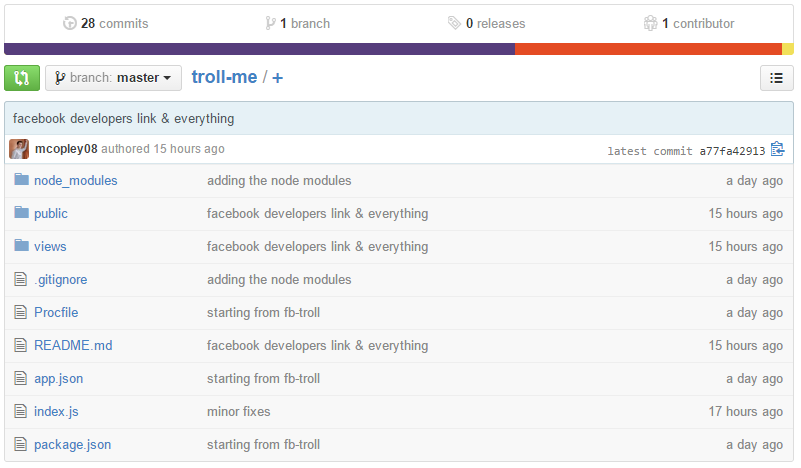 28 commits 1 branch 0 releases 1 contributor
branch: master troll-me / +
facebook developers link & everything
mcopley08 authored 15 hours ago latest commit a77fa42913
node_modules adding the node modules a day ago
public facebook developers link & everything 15 hours ago
views facebook developers link & everything 15 hours ago
.gitignore adding the node modules a day ago
Procfile starting from fb-troll a day ago
README.md facebook developers link & everything 15 hours ago
app.json starting from fb-troll a day ago
index.js minor fixes 17 hours ago
package.json starting from fb-troll a day ago